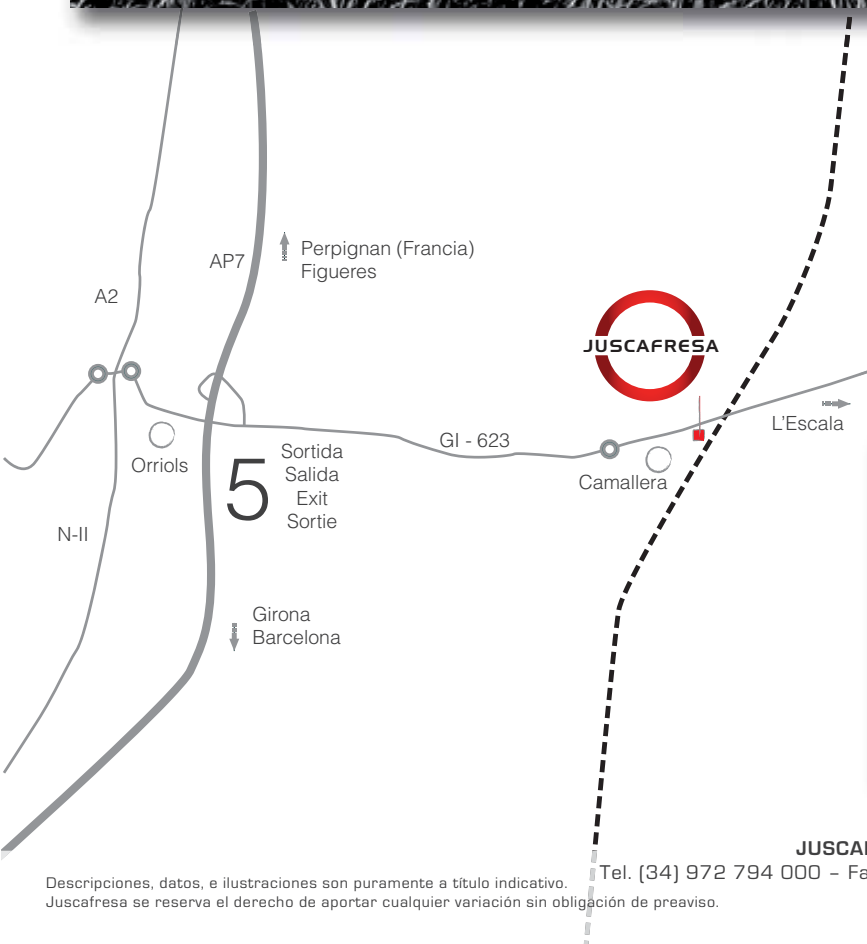 Perpignan (Francia)
Figueres
AP7
A2
JUSCAFRESA
L'Escala
GI - 623
Orriols
5
Sortida
Salida
Exit
Sortie
Camallera
N-II
Girona
Barcelona
Tel. (34) 972 794 000 –
Descripciones, datos, e ilustraciones son puramente a título indicativo.
Juscafresa se reserva el derecho de aportar cualquier variación sin obligación de preaviso.